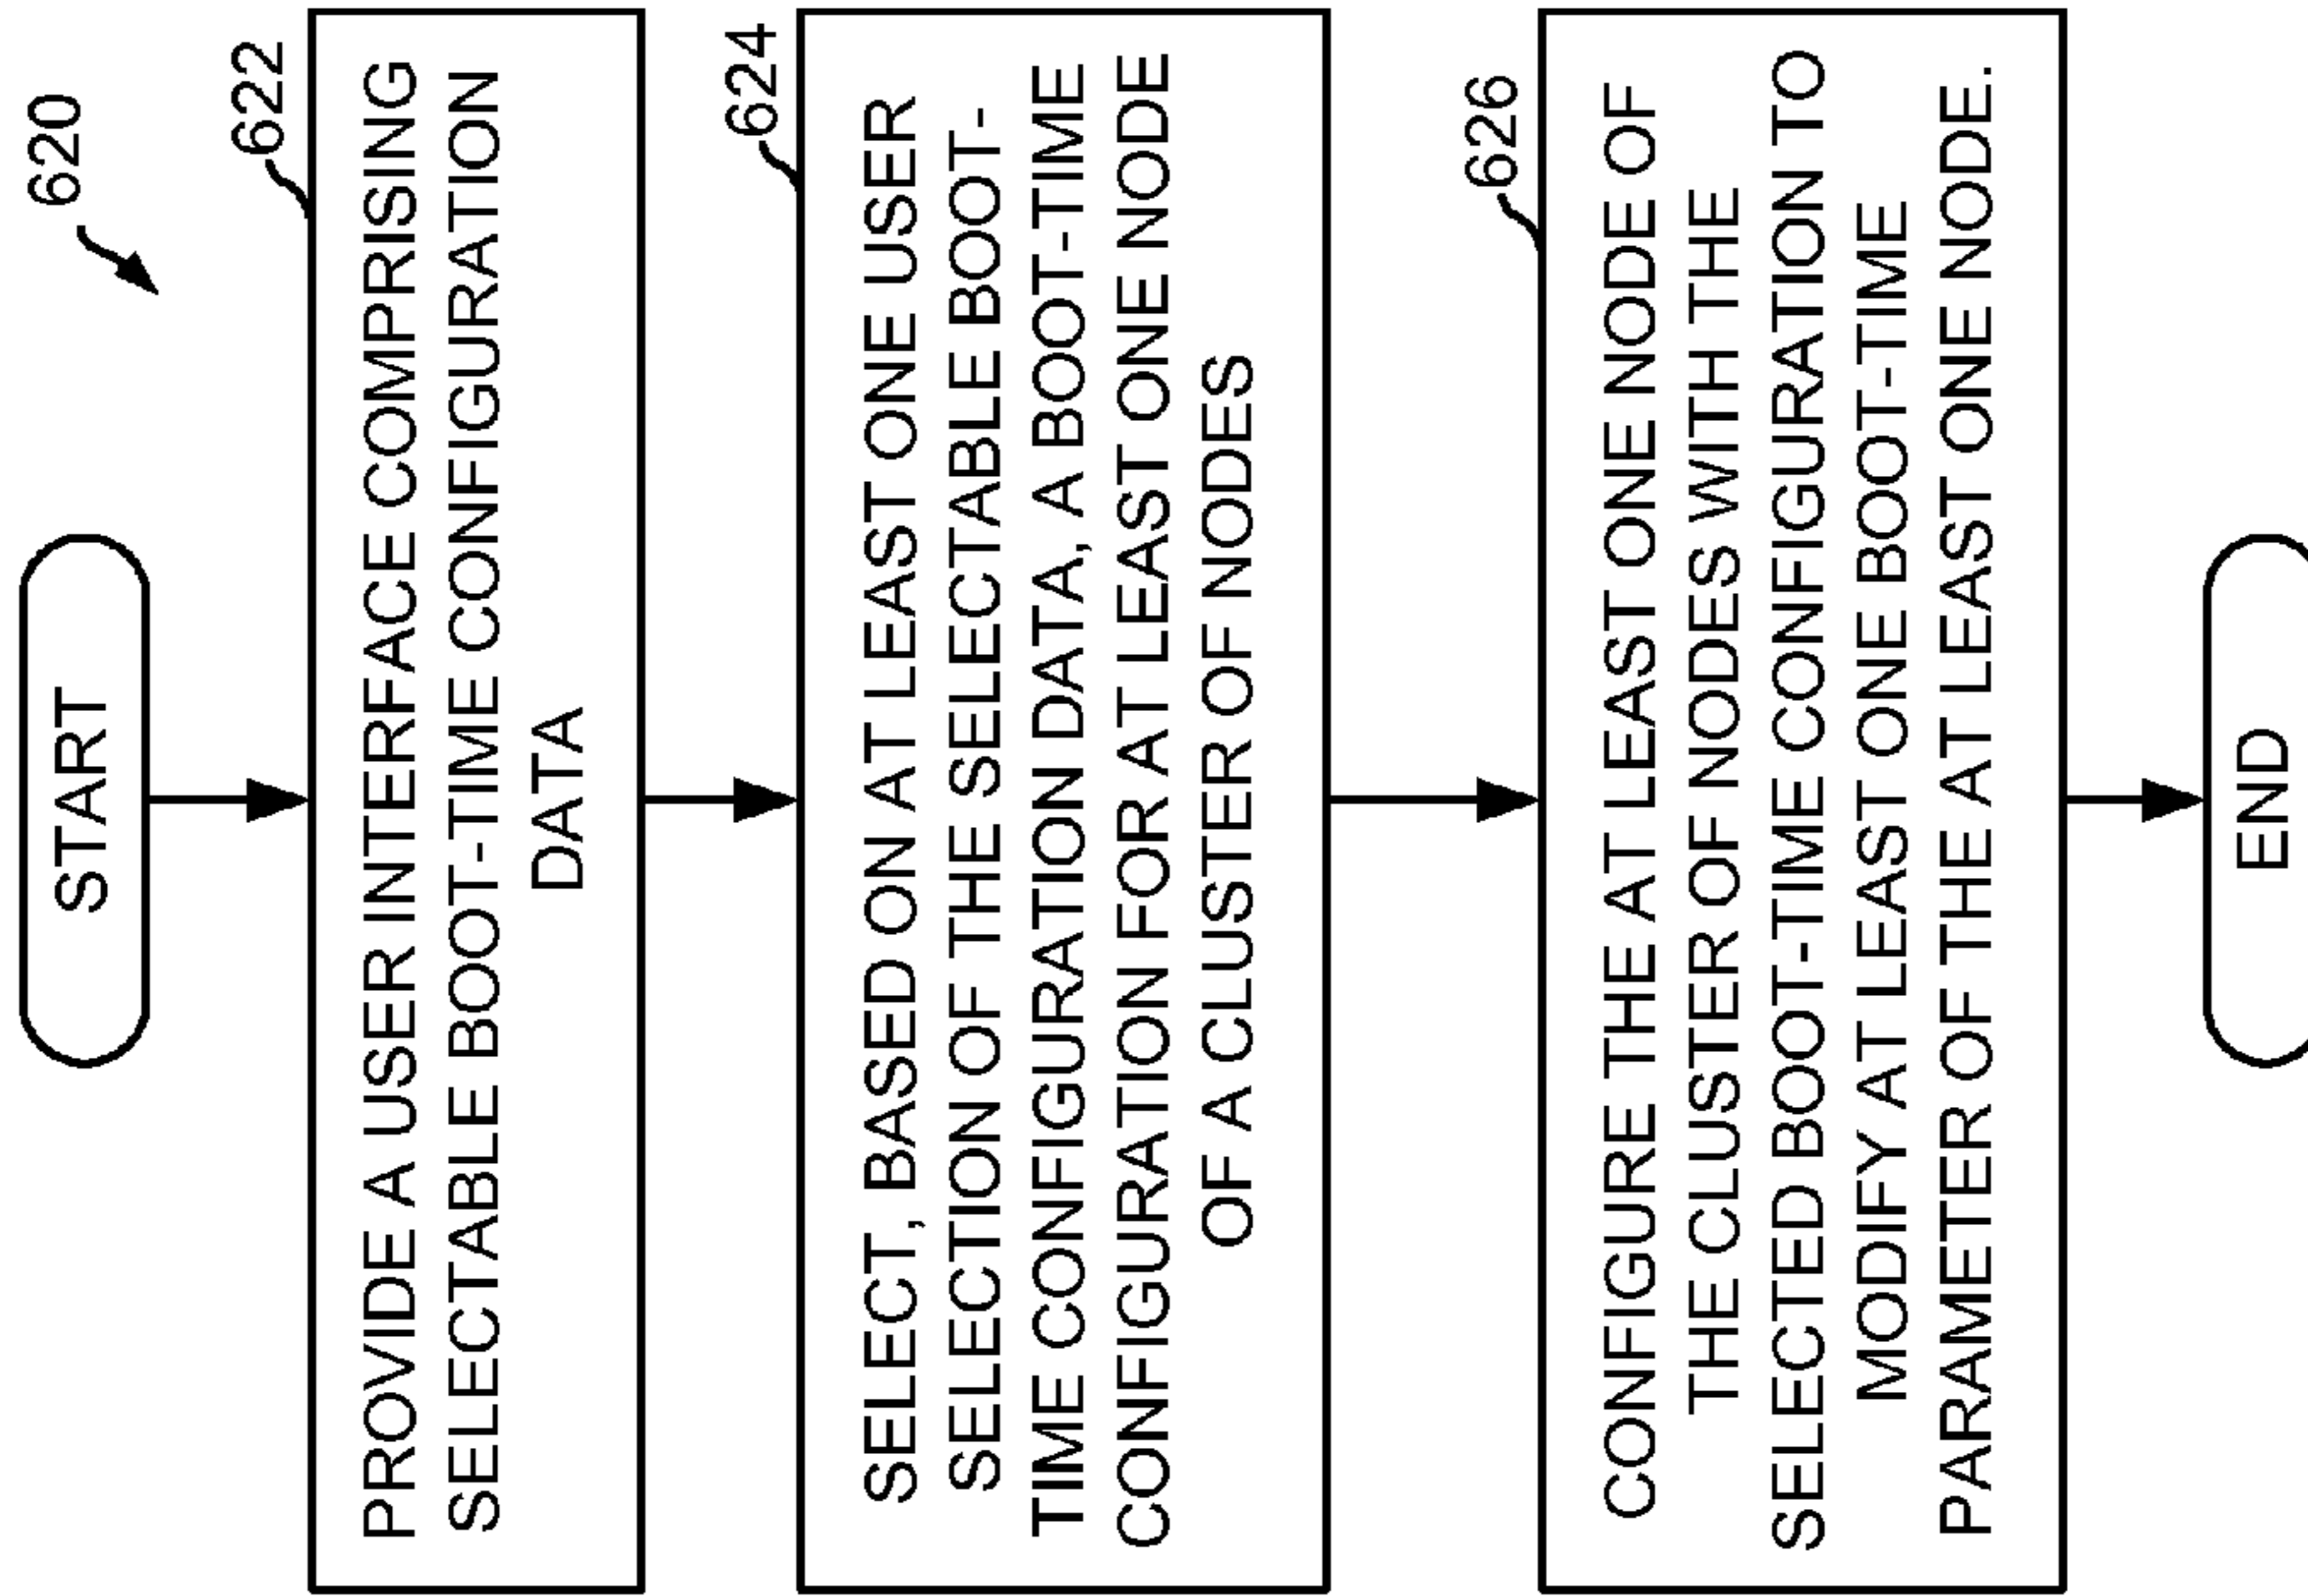 620
START
622
PROVIDE A USER INTERFACE COMPRISING
SELECTABLE BOOT-TIME CONFIGURATION
DATA
624
SELECT, BASED ON AT LEAST ONE USER
SELECTION OF THE SELECTABLE BOOT-
TIME CONFIGURATION DATA, A BOOT-TIME
CONFIGURATION FOR AT LEAST ONE NODE
OF A CLUSTER OF NODES
626
CONFIGURE THE AT LEAST ONE NODE OF
THE CLUSTER OF NODES WITH THE
SELECTED BOOT-TIME CONFIGURATION TO
MODIFY AT LEAST ONE BOOT-TIME
PARAMETER OF THE AT LEAST ONE NODE.
END